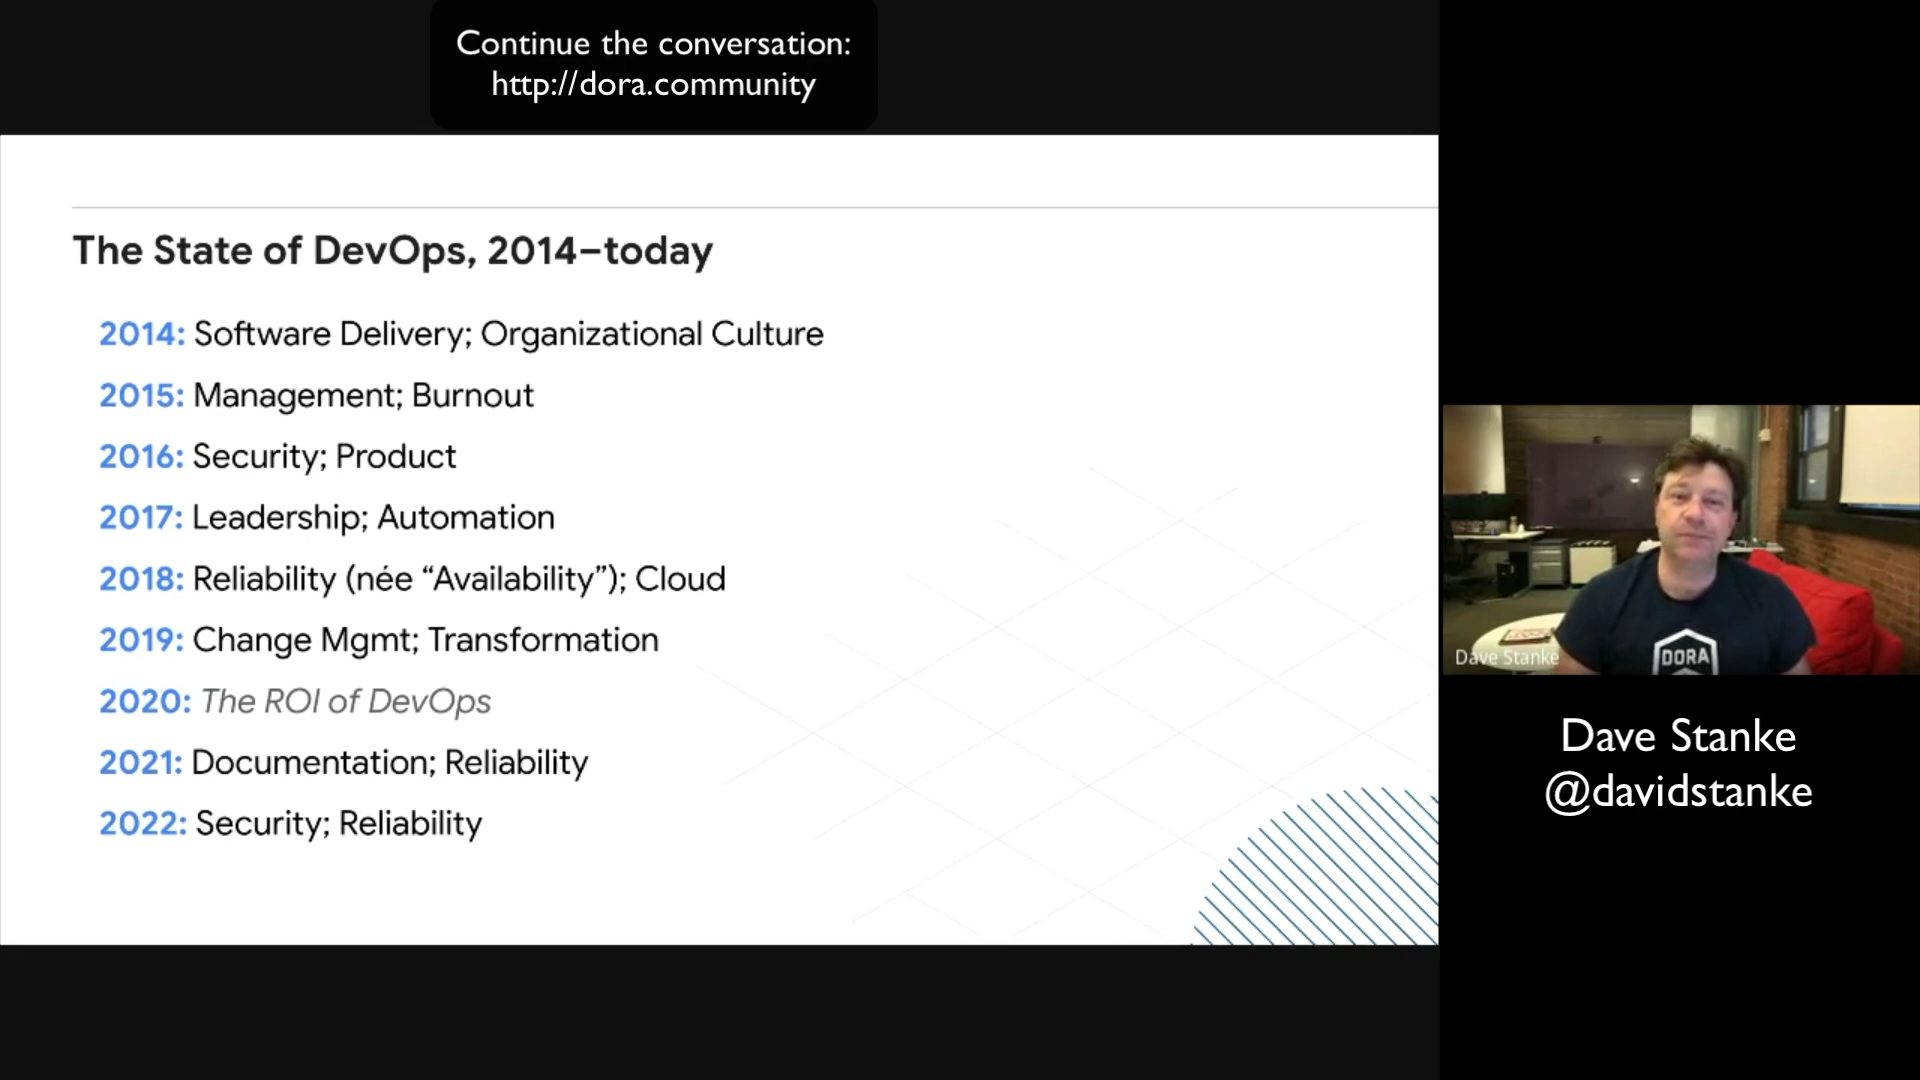 Continue the conversation:
http://dora.community
The State of DevOps, 2014–today
2014: Software Delivery; Organizational Culture
2015: Management; Burnout
2016: Security; Product
2017: Leadership; Automation
2018: Reliability (née “Availability”); Cloud
2019: Change Mgmt; Transformation
2020: The ROI of DevOps
2021: Documentation; Reliability
2022: Security; Reliability
DORA
Dave Stanke
Dave Stanke
@davidstanke